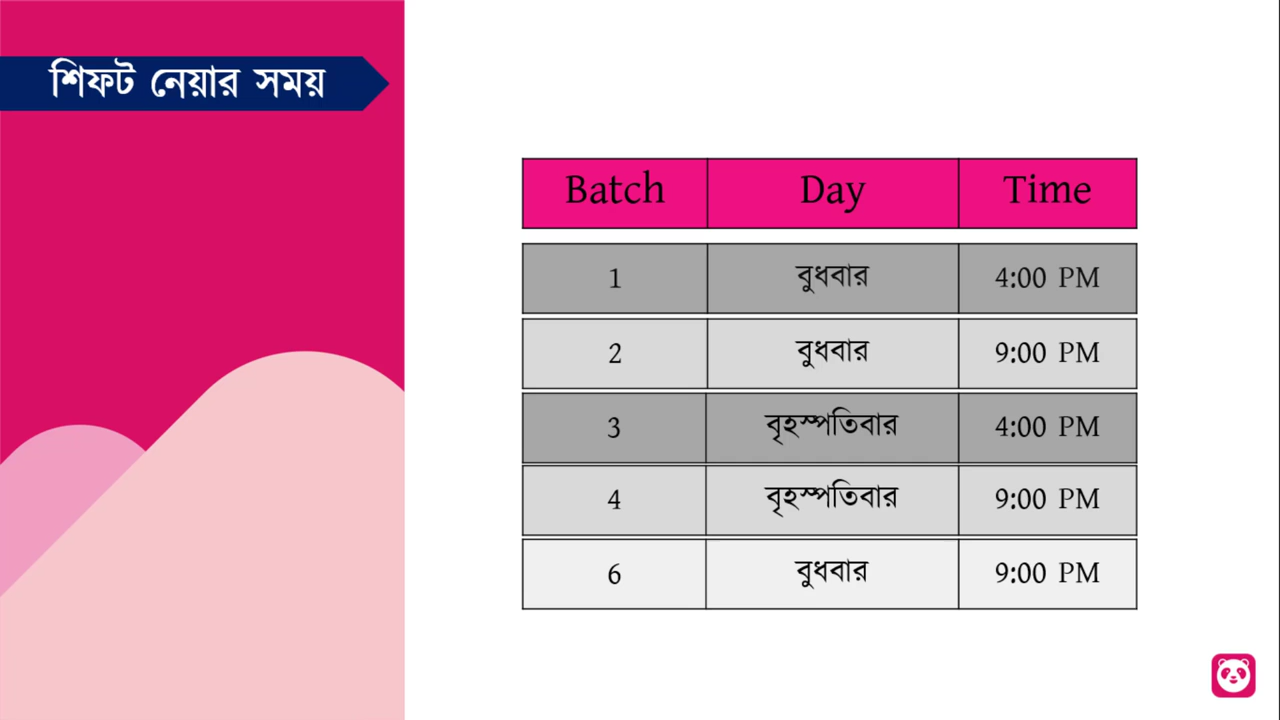 শিফট নেয়ার সময়
Batch Day Time
1 বুধবার 4:00 PM
2 বুধবার 9:00 PM
3 বৃহস্পতিবার 4:00 PM
4 বৃহস্পতিবার 9:00 PM
6 বুধবার 9:00 PM